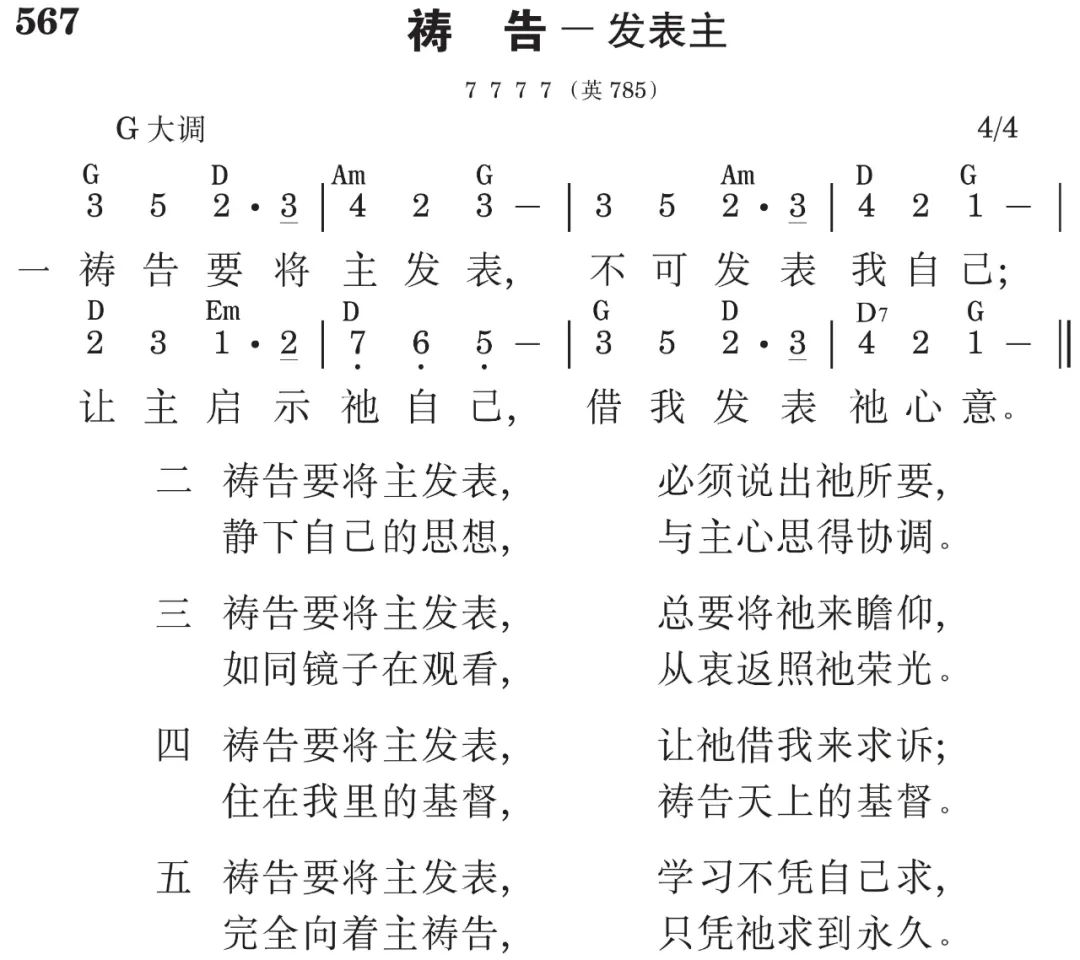 567
祷 告 — 发表主
7 7 7 7 (英 785)
G 大调 4/4
G D Am G Am D G
3 5 2 · 3 | 4 2 3 — | 3 5 2 · 3 | 4 2 1 — |
一 祷 告 要 将 主 发 表, 不 可 发 表 我 自 己;
D Em D G D D7 G
2 3 1 · 2 | 7 6 5 — | 3 5 2 · 3 | 4 2 1 — ‖
让 主 启 示 祂 自 己, 借 我 发 表 祂 心 意。
二 祷告要将主发表, 必须说出祂所要,
静下自己的思想, 与主心思得协调。
三 祷告要将主发表, 总要将祂来瞻仰,
如同镜子在观看, 从衷返照祂荣光。
四 祷告要将主发表, 让祂借我来求诉;
住在我里的基督, 祷告天上的基督。
五 祷告要将主发表, 学习不凭自己求,
完全向着主祷告, 只凭祂求到永久。